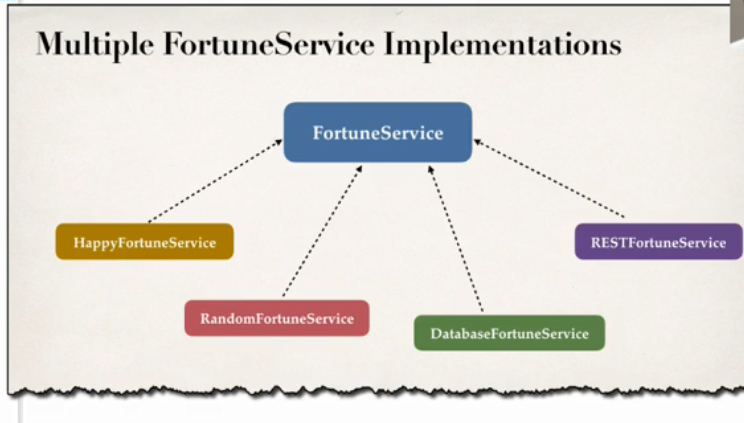 Multiple FortuneService Implementations
FortuneService
HappyFortuneService
RESTFortuneService
RandomFortuneService
DatabaseFortuneService